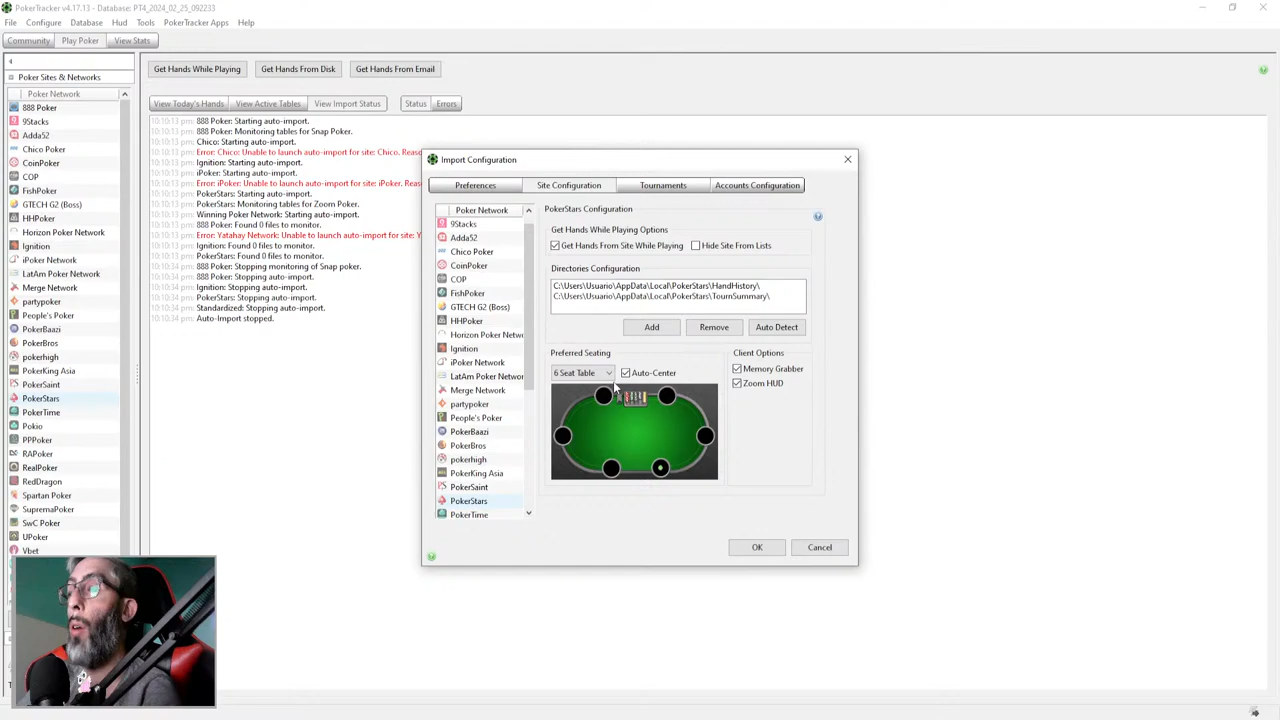 PokerTracker v4.17.13 - Database: PT4_2024_02_25_092233
File Configure Database Hud Tools PokerTracker Apps Help
Community Play Poker View Stats
Poker Sites & Networks
Poker Network
888 Poker
9Stacks
Adda52
Chico Poker
CoinPoker
COP
FishPoker
GTECH G2 (Boss)
HHPoker
Horizon Poker Network
Ignition
iPoker Network
LatAm Poker Network
Merge Network
partypoker
People's Poker
PokerBaazi
PokerBros
pokerhigh
PokerKing Asia
PokerSaint
PokerStars
PokerTime
Pokio
PPPoker
RAPoker
RealPoker
RedDragon
Spartan Poker
SupremaPoker
SwC Poker
UPoker
Vbet
Get Hands While Playing Get Hands From Disk Get Hands From Email
View Today's Hands View Active Tables View Import Status Status Errors
10:10:13 pm: 888 Poker: Starting auto-import.
10:10:13 pm: 888 Poker: Monitoring tables for Snap Poker.
10:10:13 pm: Chico: Starting auto-import.
10:10:13 pm: Error: Chico: Unable to launch auto-import for site: Chico. Reaso
10:10:13 pm: Ignition: Starting auto-import.
10:10:13 pm: iPoker: Starting auto-import.
10:10:13 pm: Error: iPoker: Unable to launch auto-import for site: iPoker. Reaso
10:10:13 pm: PokerStars: Starting auto-import.
10:10:13 pm: PokerStars: Monitoring tables for Zoom Poker.
10:10:13 pm: Winning Poker Network: Starting auto-import.
10:10:13 pm: 888 Poker: Found 0 files to monitor.
10:10:13 pm: Error: Yatahay Network: Unable to launch auto-import for site: Y
10:10:13 pm: Ignition: Found 0 files to monitor.
10:10:13 pm: PokerStars: Found 0 files to monitor.
10:10:33 pm: 888 Poker: Stopping monitoring of Snap poker.
10:10:33 pm: 888 Poker: Stopping auto-import.
10:10:33 pm: Ignition: Stopping auto-import.
10:10:34 pm: PokerStars: Stopping auto-import.
10:10:34 pm: Standardized: Stopping auto-import.
10:10:34 pm: Auto-Import stopped.
Import Configuration
Preferences Site Configuration Tournaments Accounts Configuration
Poker Network
9Stacks
Adda52
Chico Poker
CoinPoker
COP
FishPoker
GTECH G2 (Boss)
HHPoker
Horizon Poker Netwo
Ignition
iPoker Network
LatAm Poker Networ
Merge Network
partypoker
People's Poker
PokerBaazi
PokerBros
pokerhigh
PokerKing Asia
PokerSaint
PokerStars
PokerTime
PokerStars Configuration
Get Hands While Playing Options
Get Hands From Site While Playing Hide Site From Lists
Directories Configuration
C:\Users\Usuario\AppData\Local\PokerStars\HandHistory\
C:\Users\Usuario\AppData\Local\PokerStars\TournSummary\
Add Remove Auto Detect
Preferred Seating
6 Seat Table Auto-Center
Client Options
Memory Grabber
Zoom HUD
OK Cancel